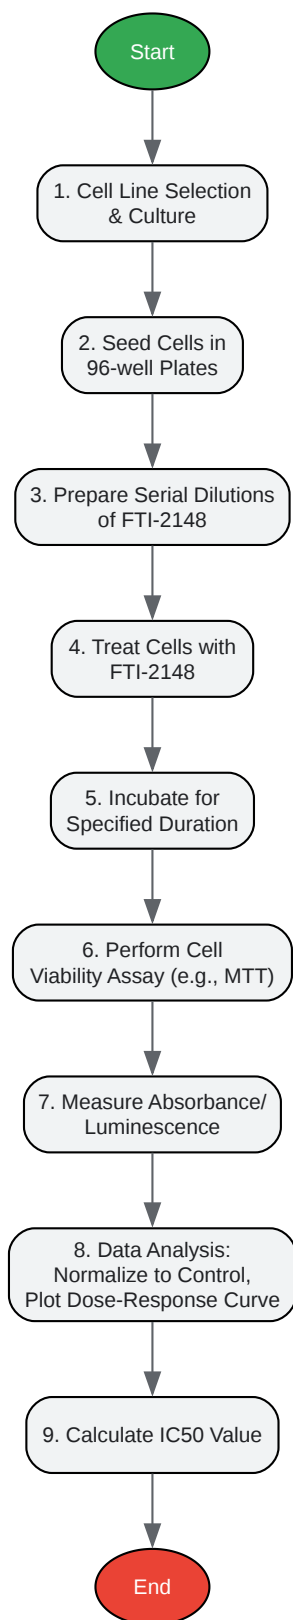 Start
1. Cell Line Selection
& Culture
2. Seed Cells in
96-well Plates
3. Prepare Serial Dilutions
of FTI-2148
4. Treat Cells with
FTI-2148
5. Incubate for
Specified Duration
6. Perform Cell
Viability Assay (e.g., MTT)
7. Measure Absorbance/
Luminescence
8. Data Analysis:
Normalize to Control,
Plot Dose-Response Curve
9. Calculate IC50 Value
End